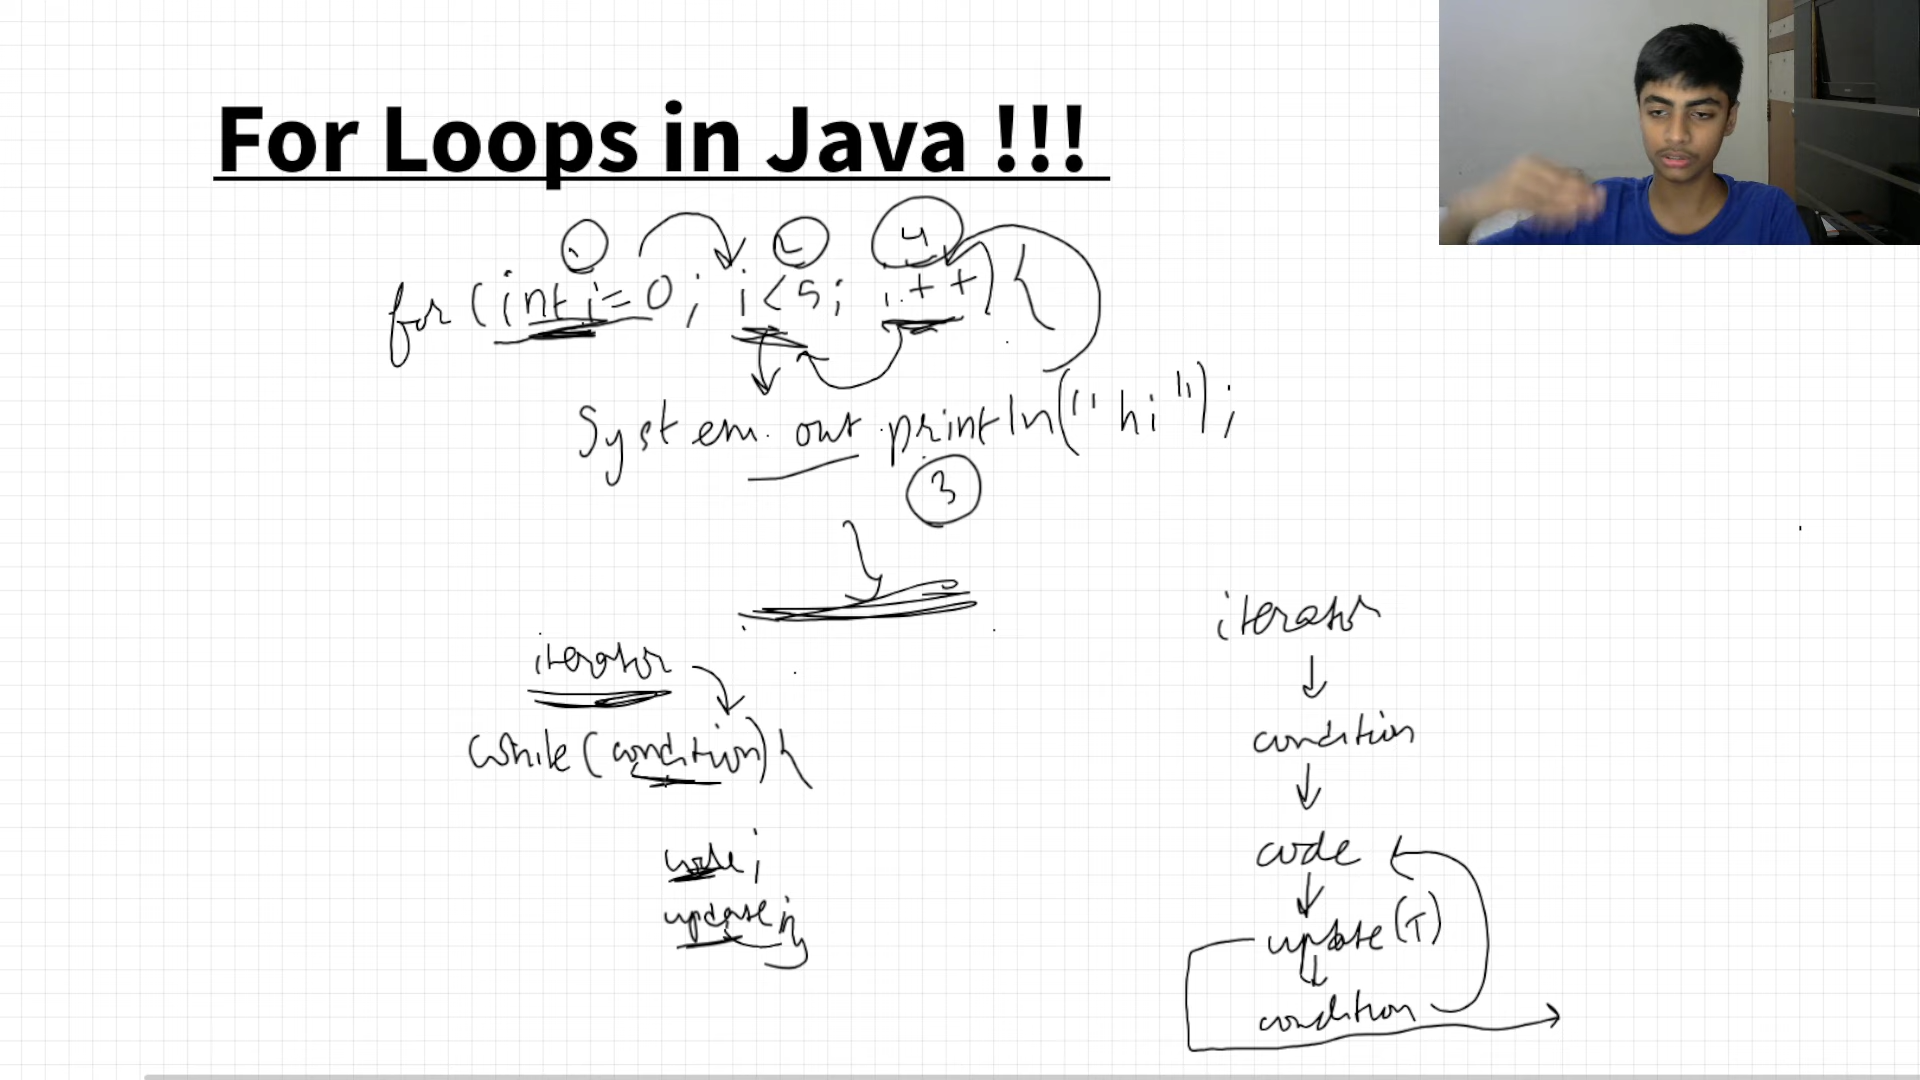 For Loops in Java !!!
1 2 4
for (int i = 0; i < 5; i++) {
System.out.println("hi");
3
iterator
while (condition) {
code;
update;
}
iterator
condition
code
update (T)
condition